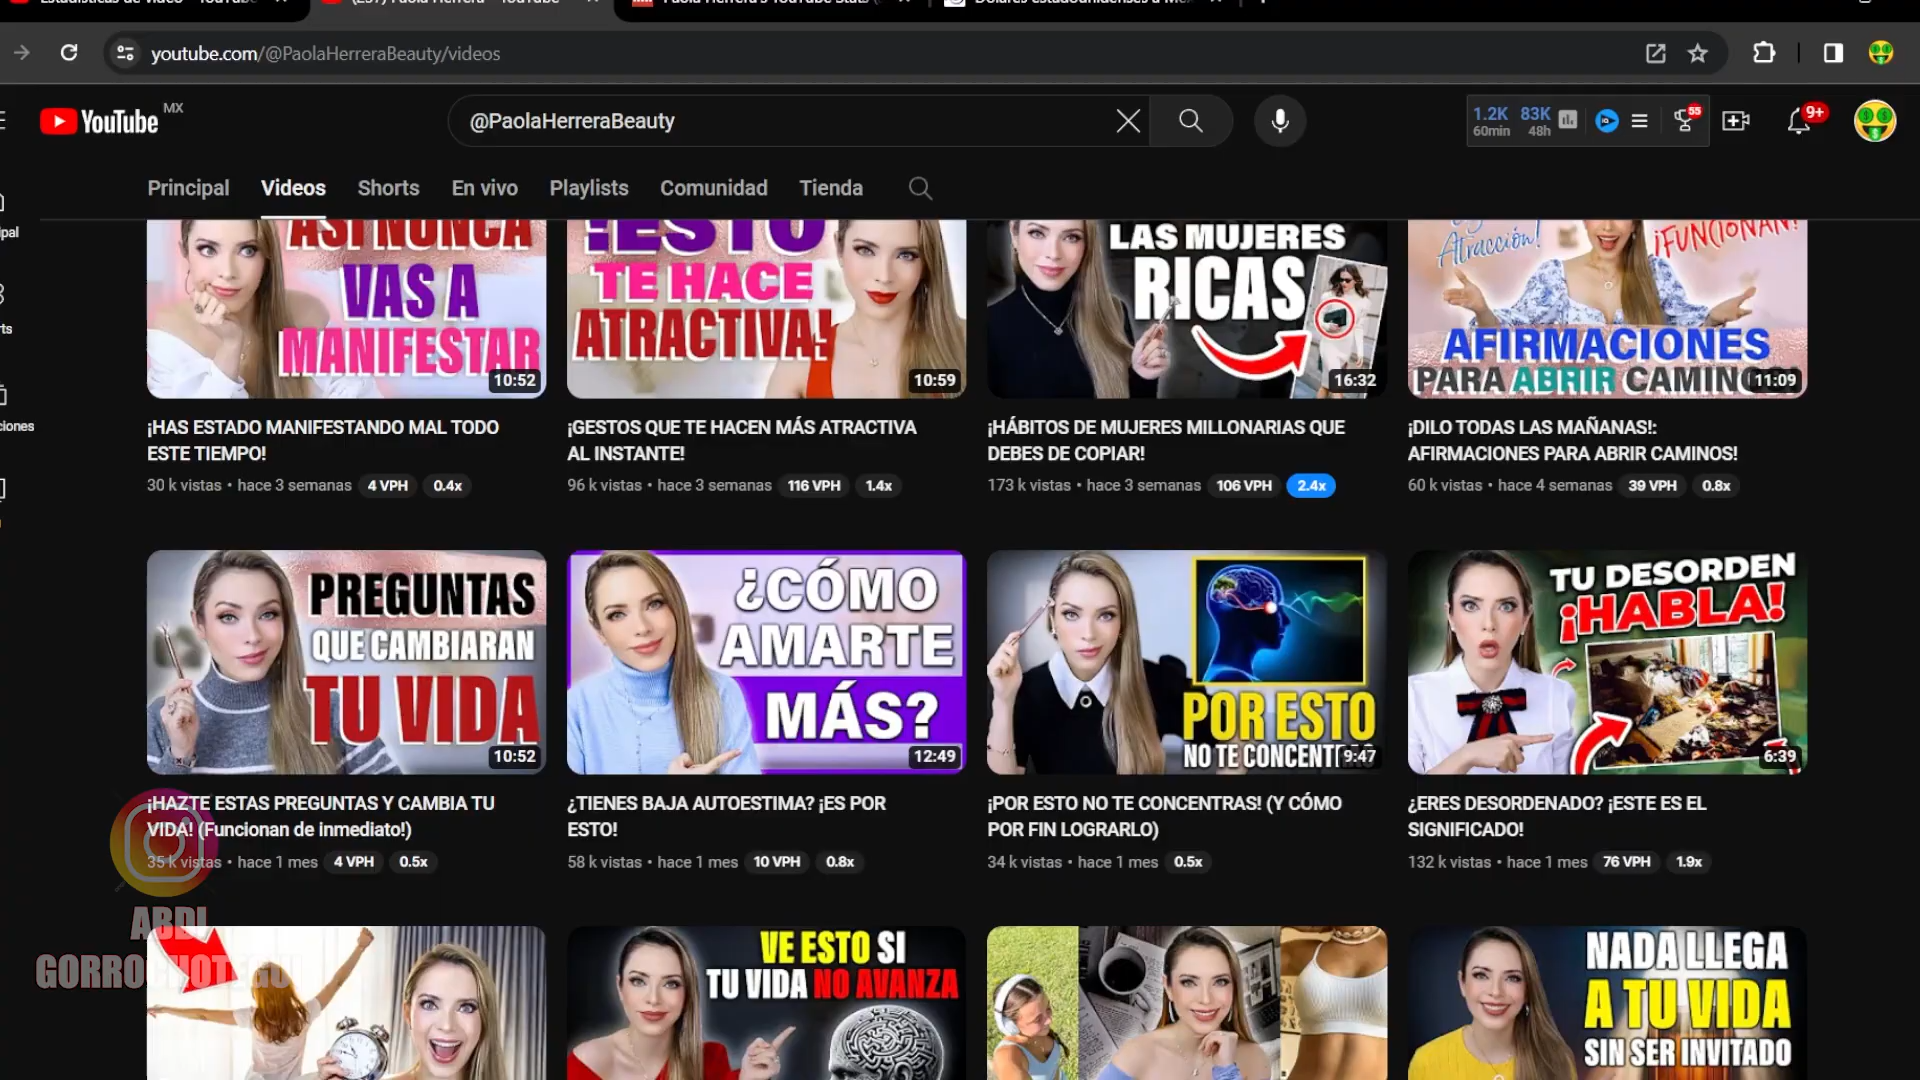 youtube.com/@PaolaHerreraBeauty/videos
YouTube MX
@PaolaHerreraBeauty
1.2K 83K
60min 48h
55
9+
Principal Videos Shorts En vivo Playlists Comunidad Tienda
ASÍ NUNCA
VAS A
MANIFESTAR
10:52
¡ESTO
TE HACE
ATRACTIVA!
10:59
LAS MUJERES
RICAS
16:32
Atracción!
¡FUNCIONAN!
AFIRMACIONES
PARA ABRIR
11:09
¡HAS ESTADO MANIFESTANDO MAL TODO
ESTE TIEMPO!
30 k vistas • hace 3 semanas 4 VPH 0.4x
¡GESTOS QUE TE HACEN MÁS ATRACTIVA
AL INSTANTE!
96 k vistas • hace 3 semanas 116 VPH 1.4x
¡HÁBITOS DE MUJERES MILLONARIAS QUE
DEBES DE COPIAR!
173 k vistas • hace 3 semanas 106 VPH 2.4x
¡DILO TODAS LAS MAÑANAS!:
AFIRMACIONES PARA ABRIR CAMINOS!
60 k vistas • hace 4 semanas 39 VPH 0.8x
PREGUNTAS
QUE CAMBIARAN
TU VIDA
10:52
¿CÓMO
AMARTE
MÁS?
12:49
POR ESTO
NO TE
9:47
TU DESORDEN
¡HABLA!
6:39
¡HAZTE ESTAS PREGUNTAS Y CAMBIA TU
VIDA! (Funcionan de inmediato!)
35 k vistas • hace 1 mes 4 VPH 0.5x
¿TIENES BAJA AUTOESTIMA? ¡ES POR
ESTO!
58 k vistas • hace 1 mes 10 VPH 0.8x
¡POR ESTO NO TE CONCENTRAS! (Y CÓMO
POR FIN LOGRARLO)
34 k vistas • hace 1 mes 0.5x
¿ERES DESORDENADO? ¡ESTE ES EL
SIGNIFICADO!
132 k vistas • hace 1 mes 76 VPH 1.9x
ABDI
GORROCHOTEGUI
VE ESTO SI
TU VIDA NO AVANZA
NADA LLEGA
A TU VIDA
SIN SER INVITADO